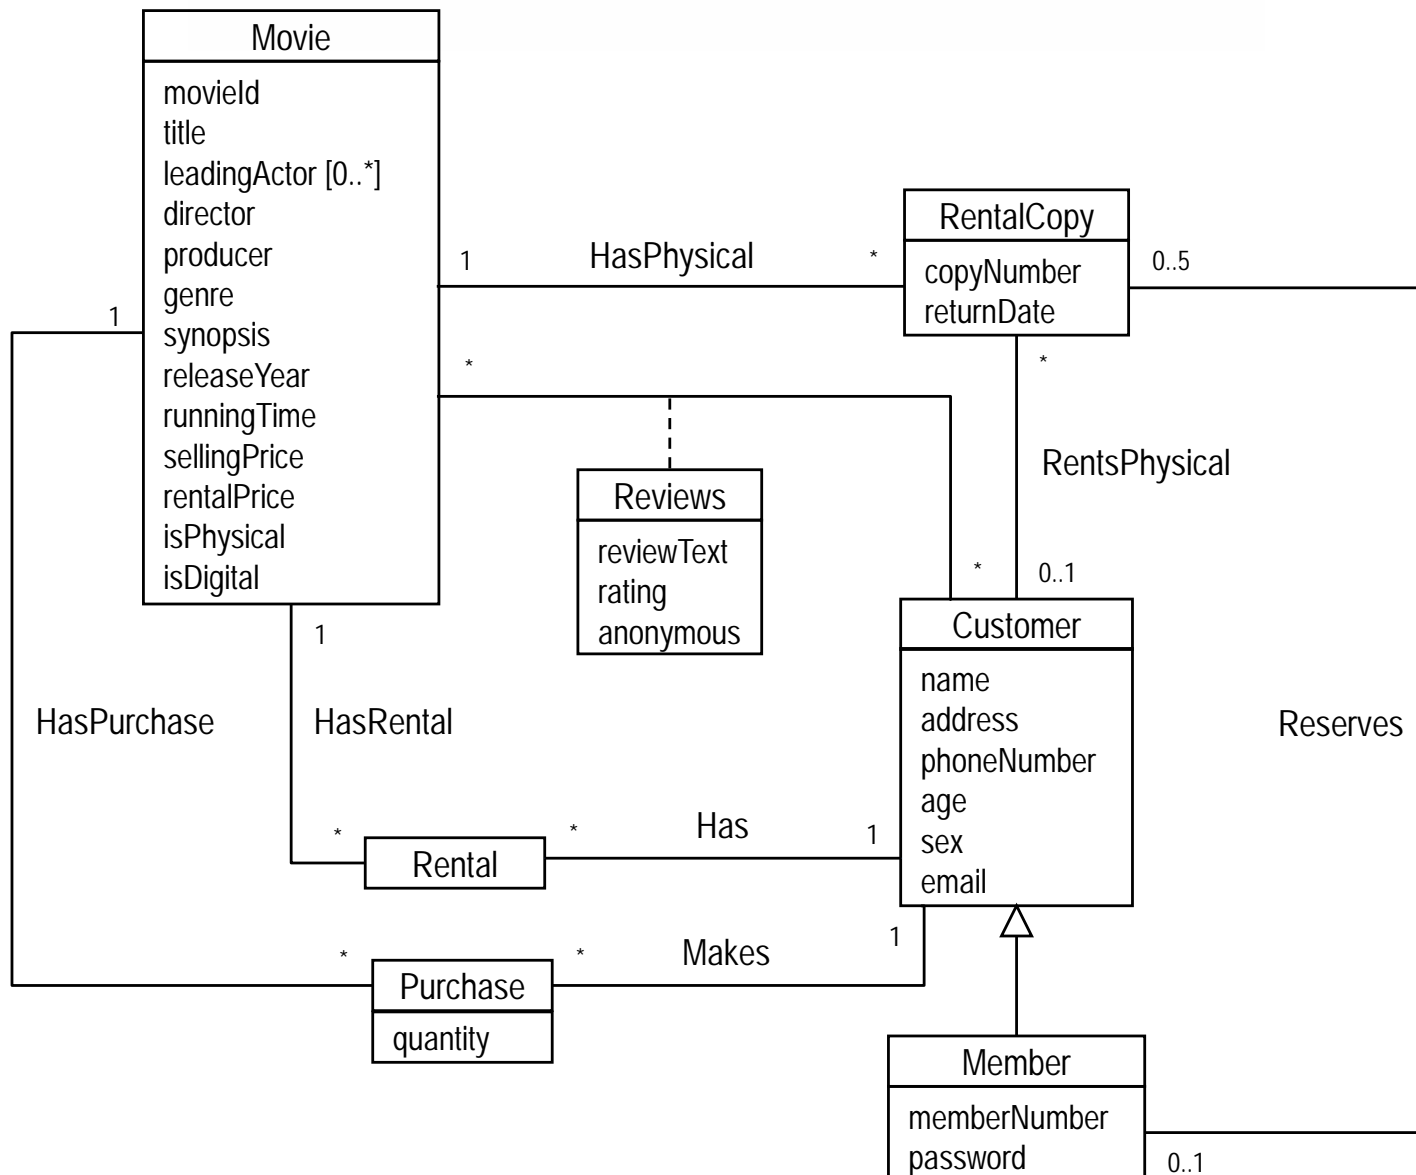 Movie
movieId
title
leadingActor [0..*]
director
producer
genre
synopsis
releaseYear
runningTime
sellingPrice
rentalPrice
isPhysical
isDigital
1
1
HasPhysical
*
RentalCopy
copyNumber
returnDate
0..5
*
*
RentsPhysical
Reviews
reviewText
rating
anonymous
*
0..1
1
Customer
name
address
phoneNumber
age
sex
email
HasPurchase
HasRental
Reserves
*
Rental
*
Has
1
*
Purchase
quantity
*
Makes
1
Member
memberNumber
password
0..1